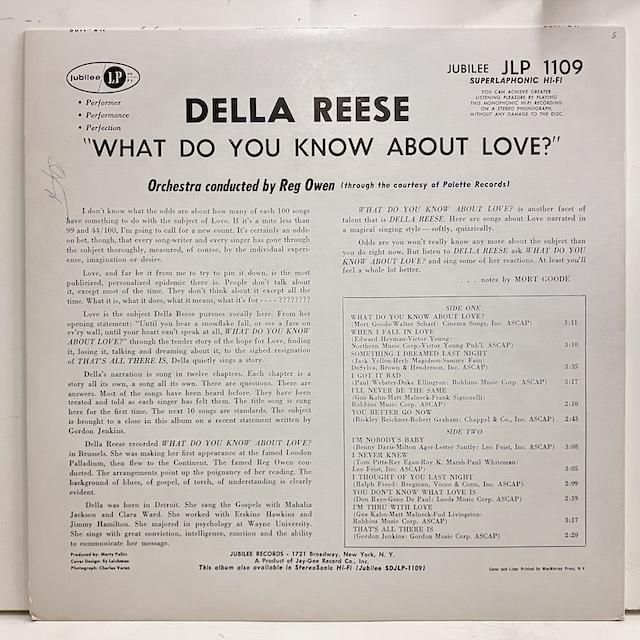 5
jubilee LP HI FI
• Performer
• Performance
• Perfection
JUBILEE JLP 1109
SUPERLAPHONIC HI-FI
YOU CAN ACHIEVE GREATER
LISTENING PLEASURE BY PLAYING
THIS MONOPHONIC HI-FI RECORDING
ON A STEREO PHONOGRAPH,
WITHOUT ANY DAMAGE TO THE DISC.
DELLA REESE
"WHAT DO YOU KNOW ABOUT LOVE?"
Orchestra conducted by Reg Owen (through the courtesy of Palette Records)
I don't know what the odds are about how many of each 100 songs
have something to do with the subject of Love. If it's a mite less than
99 and 44/100, I'm going to call for a new count. It's certainly an odds-
on bet, though, that every song-writer and every singer has gone through
the subject thoroughly, measured, of course, by the individual experi-
ence, imagination or desire.
Love, and far be it from me to try to pin it down, is the most
publicized, personalized epidemic there is. People don't talk about
it, except most of the time. They don't think about it except all the
time. What it is, what it does, what it means, what it's for - - - - ????????
Love is the subject Della Reese pursues vocally here. From her
opening statement: "Until you hear a snowflake fall, or see a face on
ev'ry wall, until your heart can't speak at all, WHAT DO YOU KNOW
ABOUT LOVE?" through the tender story of the hope for Love, finding
it, losing it, talking and dreaming about it, to the sighed resignation
of THAT'S ALL THERE IS, Della quietly sings a story.
Della's narration is sung in twelve chapters. Each chapter is a
story all its own, a song all its own. There are questions. There are
answers. Most of the songs have been heard before. They have been
treated and told as each singer has felt them. The title song is sung
here for the first time. The next 10 songs are standards. The subject
is brought to a close in this album on a recent statement written by
Gordon Jenkins.
Della Reese recorded WHAT DO YOU KNOW ABOUT LOVE?
in Brussels. She was making her first appearance at the famed London
Palladium, then flew to the Continent. The famed Reg Owen con-
ducted. The arrangements point up the poignancy of her reading. The
background of blues, of gospel, of torch, of understanding is clearly
evident.
Della was born in Detroit. She sang the Gospels with Mahalia
Jackson and Clara Ward. She worked with Erskine Hawkins and
Jimmy Hamilton. She majored in psychology at Wayne University.
She sings with great conviction, intelligence, emotion and the ability
to communicate her message.
WHAT DO YOU KNOW ABOUT LOVE? is another facet of
talent that is DELLA REESE. Here are songs about Love narrated in
a magical singing style—softly, quizzically.
Odds are you won't really know any more about the subject than
you do right now. But listen to DELLA REESE ask WHAT DO YOU
KNOW ABOUT LOVE? and sing some of her reactions. At least you'll
feel a whole lot better.
. . . notes by MORT GOODE
SIDE ONE
WHAT DO YOU KNOW ABOUT LOVE?
(Mort Goode-Walter Scharf: Cinema Songs, Inc. ASCAP) 3:11
WHEN I FALL IN LOVE
(Edward Heyman-Victor Young:
Northern Music Corp.-Victor Young Pub'l. ASCAP) 3:10
SOMETHING I DREAMED LAST NIGHT
(Jack Yellen-Herb Magidson-Sammy Fain:
DeSylva, Brown & Henderson, Inc. ASCAP) 3:35
I GOT IT BAD
(Paul Webster-Duke Ellington: Robbins Music Corp. ASCAP) 3:17
I'LL NEVER BE THE SAME
(Gus Kahn-Matt Malneck-Frank Signorelli:
Robbins Music Corp. ASCAP) 2:10
YOU BETTER GO NOW
(Bickley Reichner-Robert Graham: Chappel & Co., Inc. ASCAP) 2:43
SIDE TWO
I'M NOBODY'S BABY
(Benny Davis-Milton Ager-Lester Santly: Leo Feist, Inc. ASCAP) 3:08
I NEVER KNEW
(Tom Pitts-Ray Egan-Roy K. Marsh-Paul Whiteman:
Leo Feist, Inc. ASCAP) 3:05
I THOUGHT OF YOU LAST NIGHT
(Ralph Freed: Bregman, Vocco & Conn, Inc. ASCAP) 2:09
YOU DON'T KNOW WHAT LOVE IS
(Don Raye-Gene De Paul: Leeds Music Corp. ASCAP) 2:39
I'M THRU WITH LOVE
(Gus Kahn-Matt Malneck-Fud Livingston:
Robbins Music Corp. ASCAP) 3:17
THAT'S ALL THERE IS
(Gordon Jenkins: Gordon Music Corp. ASCAP) 2:20
Produced by: Morty Palitz
Cover Design: Sy Leichman
Photograph: Charles Varon
JUBILEE RECORDS - 1721 Broadway, New York, N. Y.
A Product of Jay-Gee Record Co., Inc.
This album also available in StereoSonic Hi-Fi (Jubilee SDJLP-1109)
Cover and Liner Printed by MacMurray Press, N.Y.